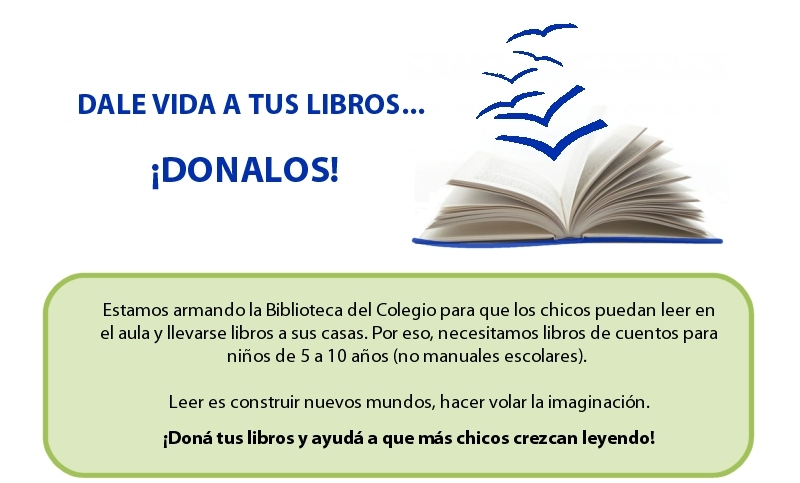 DALE VIDA A TUS LIBROS...
¡DONALOS!
Estamos armando la Biblioteca del Colegio para que los chicos puedan leer en
el aula y llevarse libros a sus casas. Por eso, necesitamos libros de cuentos para
niños de 5 a 10 años (no manuales escolares).
Leer es construir nuevos mundos, hacer volar la imaginación.
¡Doná tus libros y ayudá a que más chicos crezcan leyendo!